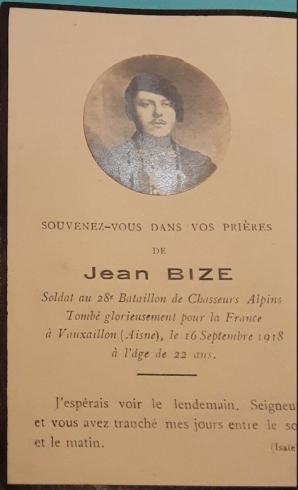 SOUVENEZ-VOUS DANS VOS PRIÈRES
DE
Jean BIZE
Soldat au 28e Bataillon de Chasseurs Alpins
Tombé glorieusement pour la France
à Vauxaillon (Aisne), le 16 Septembre 1918
à l'âge de 22 ans.
J'espérais voir le lendemain. Seigneu
et vous avez tranché mes jours entre le so
et le matin.
(Isaïe